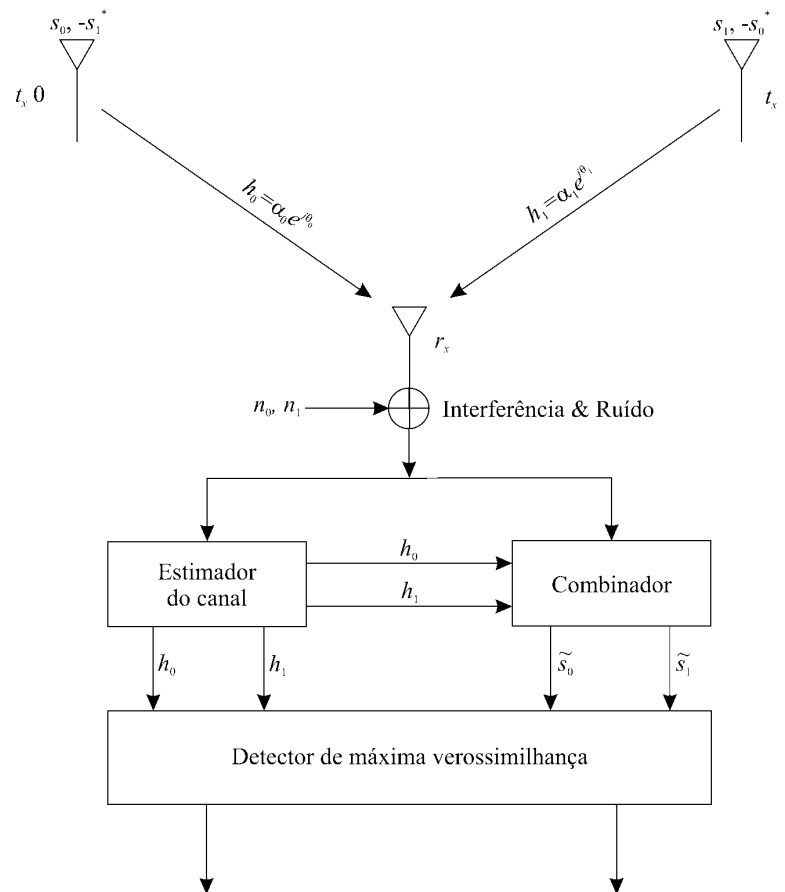 s₀, -s₁*
s₁, -s₀*
tₓ 0
tₓ
h₀=α₀e^{jθ₀}
h₁=α₁e^{jθ₁}
rₓ
n₀, n₁
Interferência & Ruído
Estimador
do canal
h₀
h₁
Combinador
h₀
h₁
s̃₀
s̃₁
Detector de máxima verossimilhança